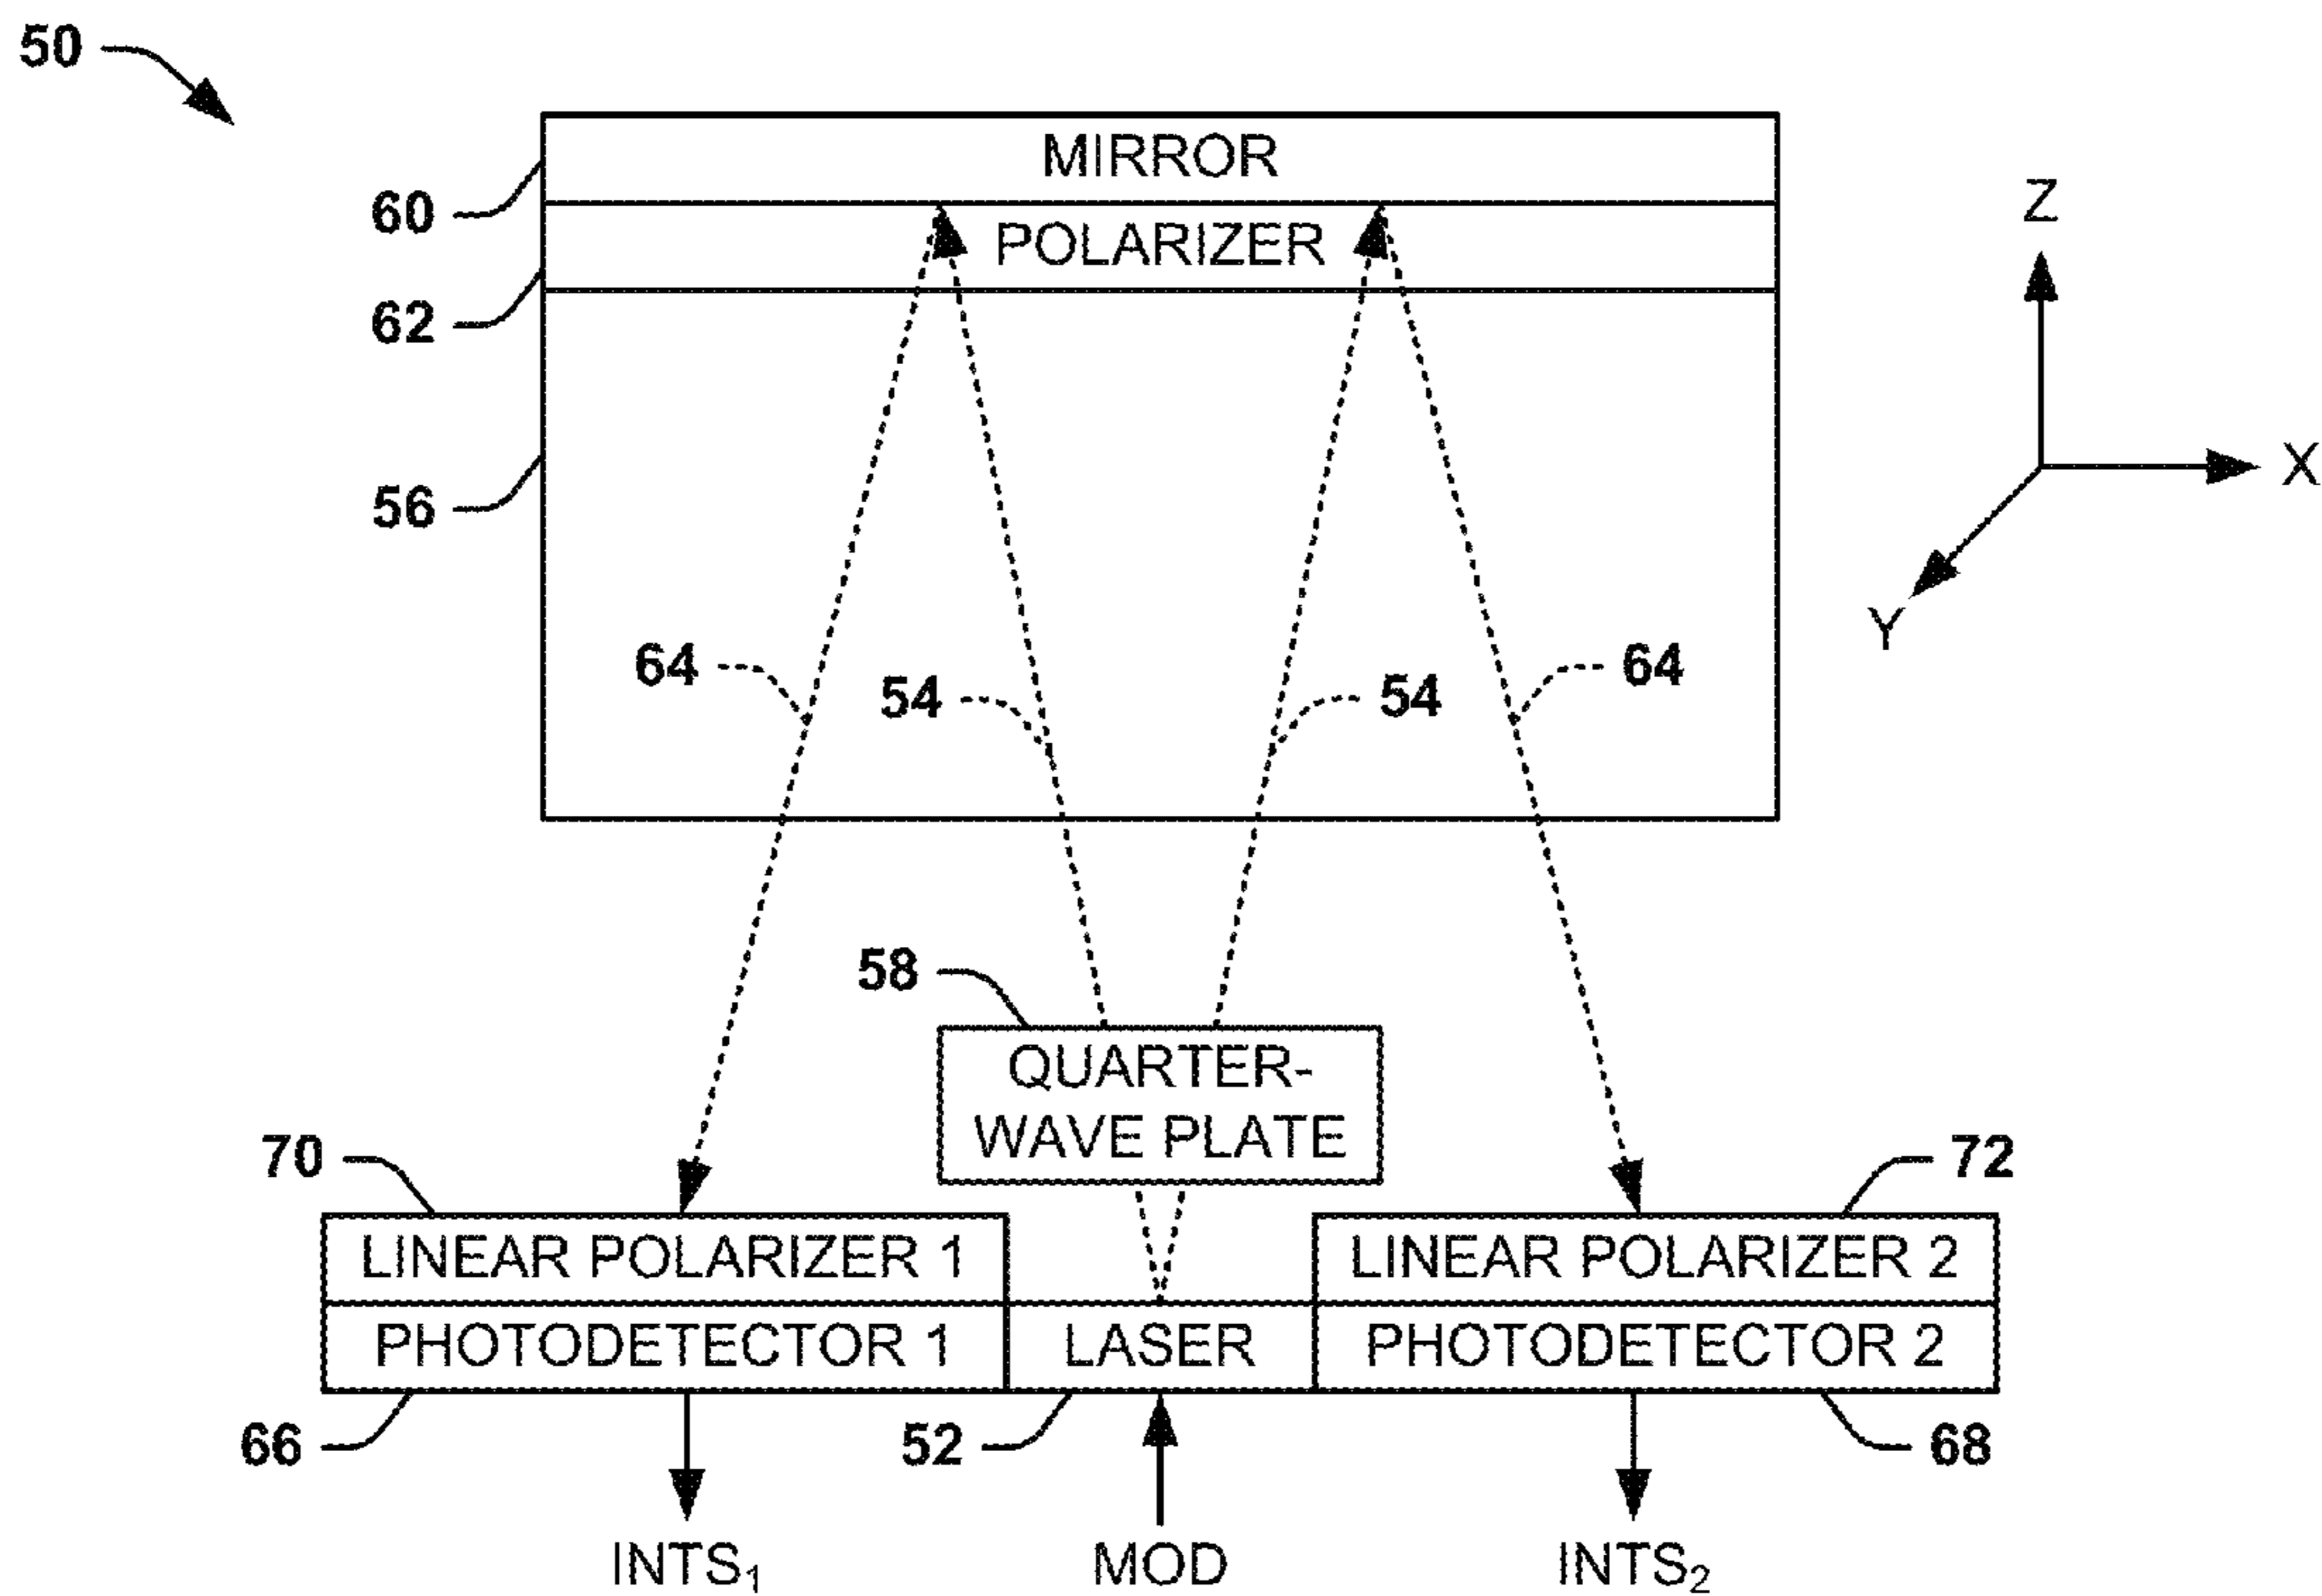 50
MIRROR
60
POLARIZER
62
56
Z
X
Y
64
54
54
64
58
QUARTER-
WAVE PLATE
70
72
LINEAR POLARIZER 1
LINEAR POLARIZER 2
PHOTODETECTOR 1
LASER
PHOTODETECTOR 2
66
52
68
INTS₁
MOD
INTS₂